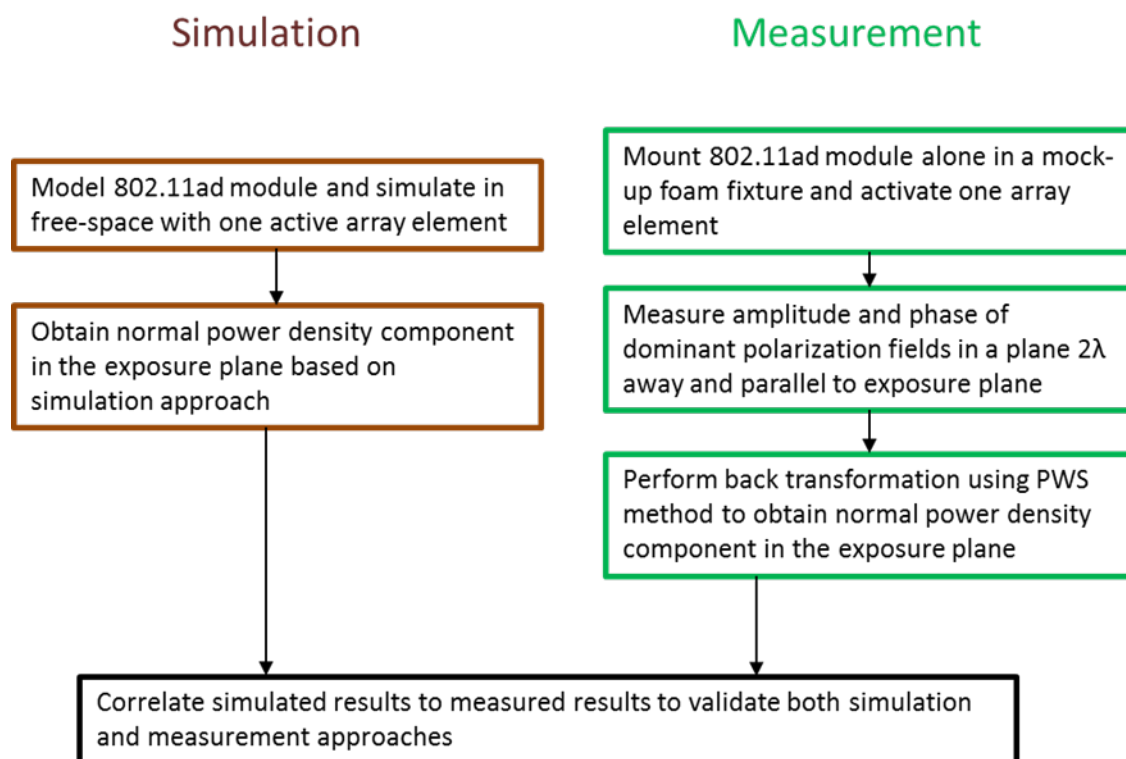 Simulation
Measurement
Model 802.11ad module and simulate in
free-space with one active array element
Obtain normal power density component
in the exposure plane based on
simulation approach
Mount 802.11ad module alone in a mock-
up foam fixture and activate one array
element
Measure amplitude and phase of
dominant polarization fields in a plane 2λ
away and parallel to exposure plane
Perform back transformation using PWS
method to obtain normal power density
component in the exposure plane
Correlate simulated results to measured results to validate both simulation
and measurement approaches